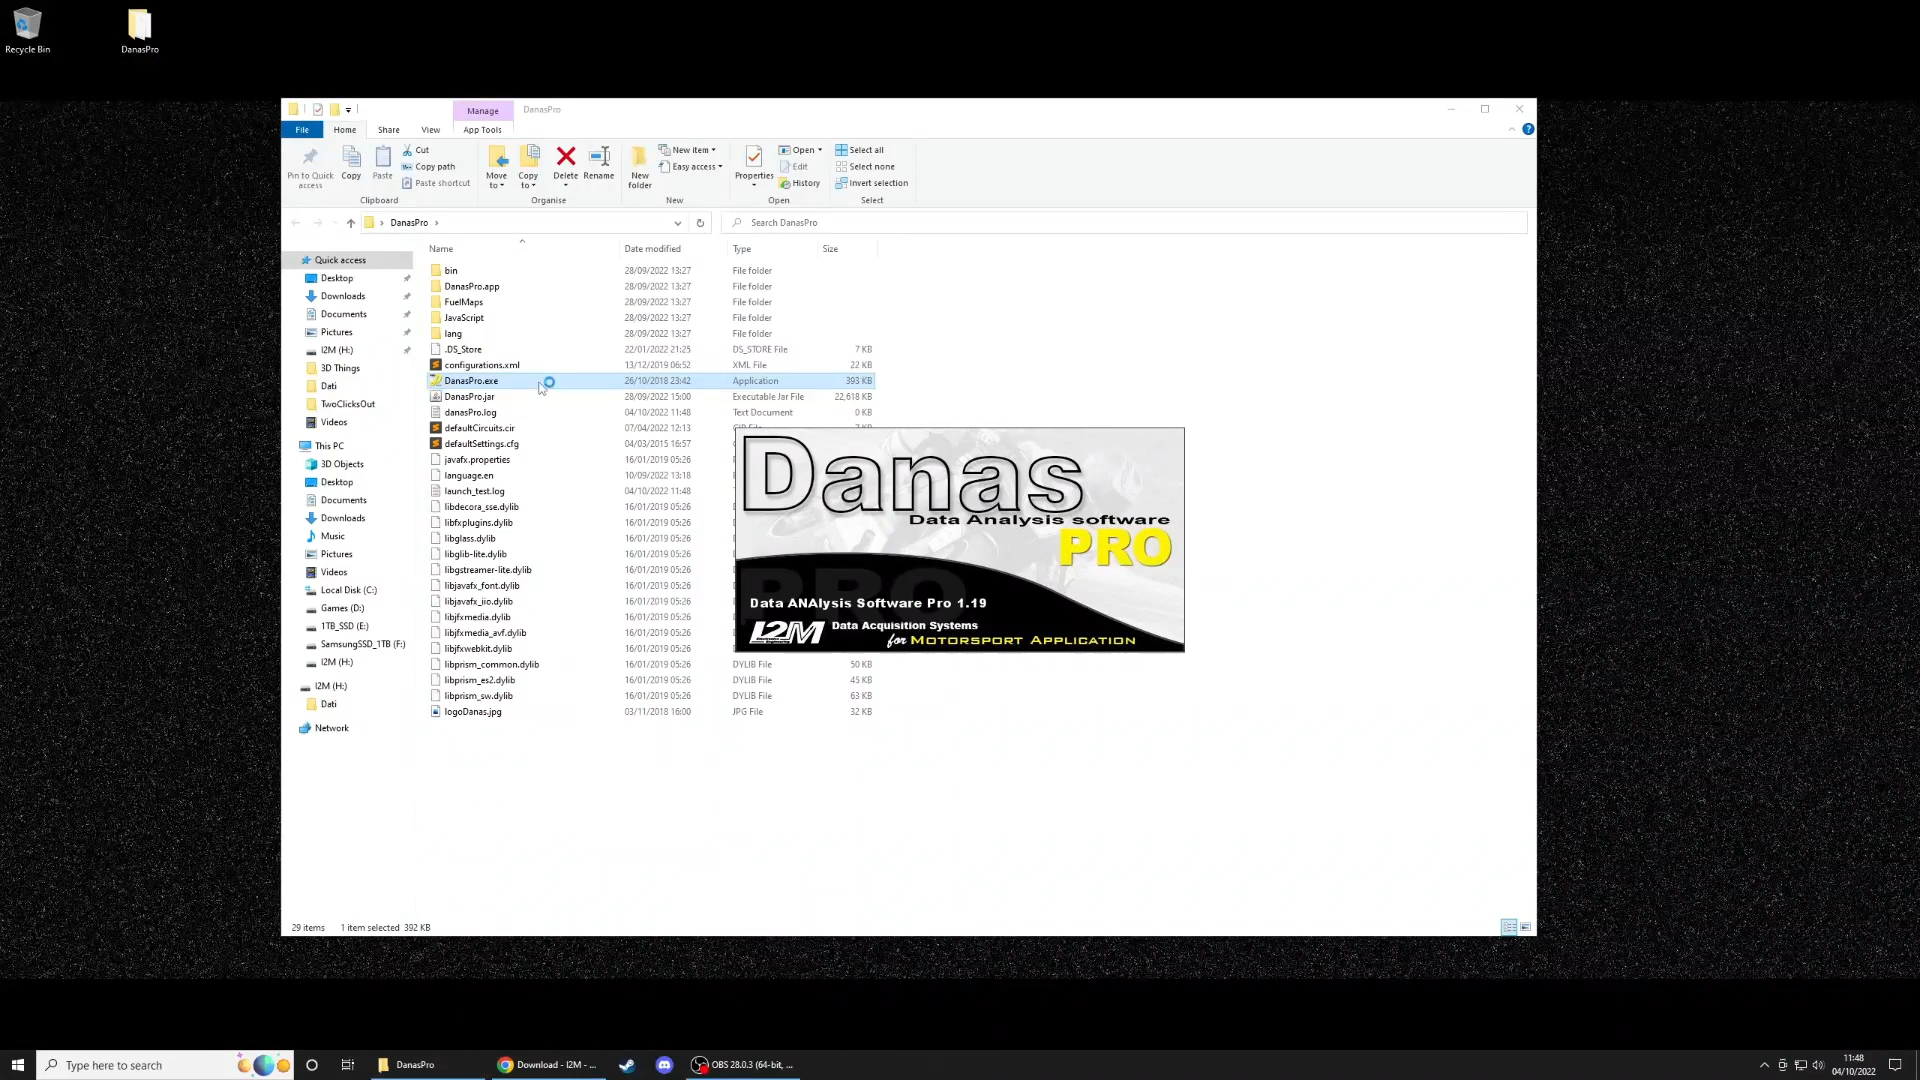 Recycle Bin
DanasPro
Manage
DanasPro
File
Home
Share
View
App Tools
Pin to Quick access
Copy
Paste
Cut
Copy path
Paste shortcut
Clipboard
Move to
Copy to
Delete
Rename
Organise
New folder
New item
Easy access
New
Properties
Open
Edit
History
Open
Select all
Select none
Invert selection
Select
DanasPro
Search DanasPro
Name Date modified Type Size
Quick access
Desktop
Downloads
Documents
Pictures
I2M (H:)
3D Things
Dati
TwoClicksOut
Videos
This PC
3D Objects
Desktop
Documents
Downloads
Music
Pictures
Videos
Local Disk (C:)
Games (D:)
1TB_SSD (E:)
SamsungSSD_1TB (F:)
I2M (H:)
I2M (H:)
Dati
Network
bin 28/09/2022 13:27 File folder
DanasPro.app 28/09/2022 13:27 File folder
FuelMaps 28/09/2022 13:27 File folder
JavaScript 28/09/2022 13:27 File folder
lang 28/09/2022 13:27 File folder
.DS_Store 22/01/2022 21:25 DS_STORE File 7 KB
configurations.xml 13/12/2019 06:52 XML File 22 KB
DanasPro.exe 26/10/2018 23:42 Application 393 KB
DanasPro.jar 28/09/2022 15:00 Executable Jar File 22,618 KB
danasPro.log 04/10/2022 11:48 Text Document 0 KB
defaultCircuits.cir 07/04/2022 12:13
defaultSettings.cfg 04/03/2015 16:57
javafx.properties 16/01/2019 05:26
language.en 10/09/2022 13:18
launch_test.log 04/10/2022 11:48
libdecora_sse.dylib 16/01/2019 05:26
libfxplugins.dylib 16/01/2019 05:26
libglass.dylib 16/01/2019 05:26
libglib-lite.dylib 16/01/2019 05:26
libgstreamer-lite.dylib 16/01/2019 05:26
libjavafx_font.dylib 16/01/2019 05:26
libjavafx_iio.dylib 16/01/2019 05:26
libjfxmedia.dylib 16/01/2019 05:26
libjfxmedia_avf.dylib 16/01/2019 05:26
libjfxwebkit.dylib 16/01/2019 05:26
libprism_common.dylib 16/01/2019 05:26 DYLIB File 50 KB
libprism_es2.dylib 16/01/2019 05:26 DYLIB File 45 KB
libprism_sw.dylib 16/01/2019 05:26 DYLIB File 63 KB
logoDanas.jpg 03/11/2018 16:00 JPG File 32 KB
Danas
Data Analysis software
PRO
PRO
Data ANAlysis Software Pro 1.19
I2M Data Acquisition Systems
for MOTORSPORT APPLICATION
29 items 1 item selected 392 KB
Type here to search
DanasPro
Download - I2M - ...
OBS 28.0.3 (64-bit, ...
11:48
04/10/2022